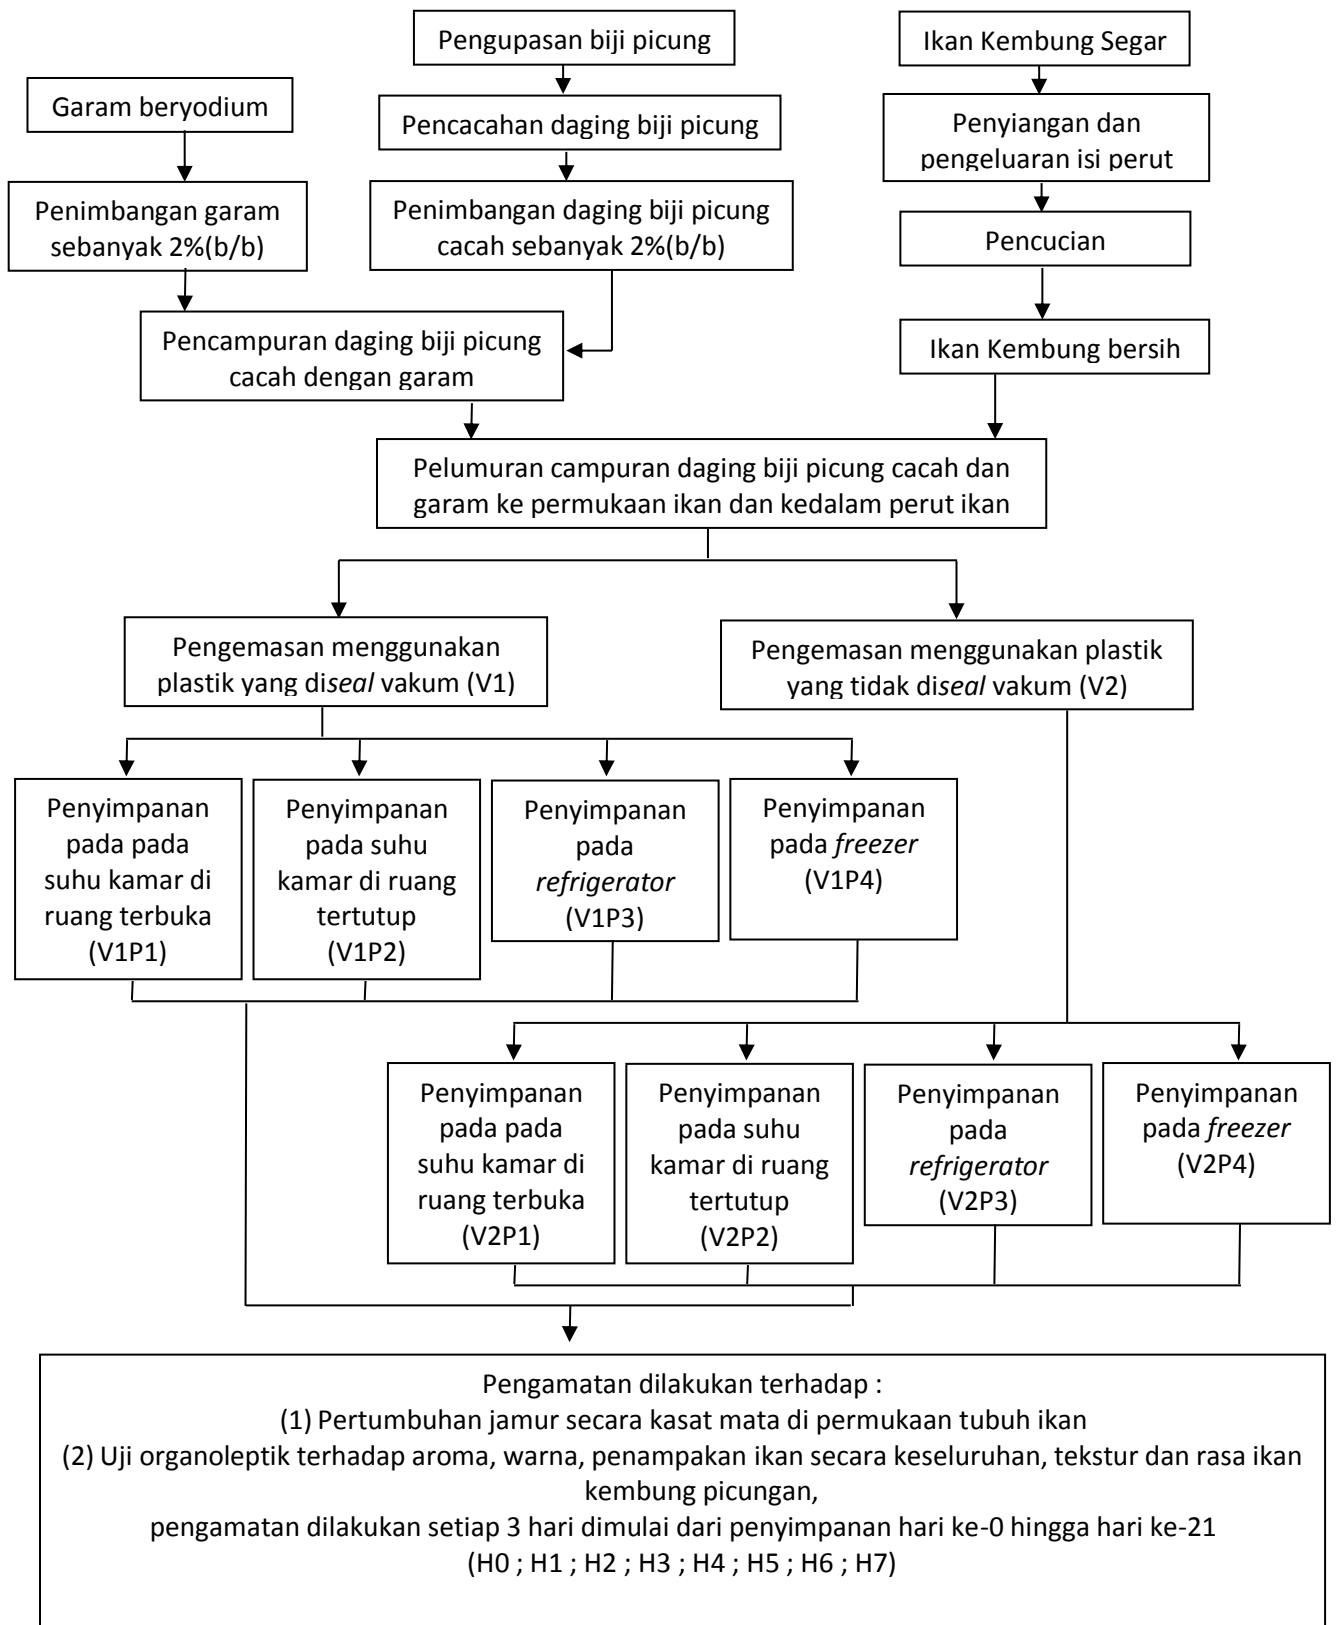 Pengupasan biji picung
Ikan Kembung Segar
Garam beryodium
Pencacahan daging biji picung
Penyiangan dan
pengeluaran isi perut
Penimbangan garam
sebanyak 2%(b/b)
Penimbangan daging biji picung
cacah sebanyak 2%(b/b)
Pencucian
Pencampuran daging biji picung
cacah dengan garam
Ikan Kembung bersih
Pelumuran campuran daging biji picung cacah dan
garam ke permukaan ikan dan kedalam perut ikan
Pengemasan menggunakan
plastik yang diseal vakum (V1)
Pengemasan menggunakan plastik
yang tidak diseal vakum (V2)
Penyimpanan
pada pada
suhu kamar di
ruang terbuka
(V1P1)
Penyimpanan
pada suhu
kamar di ruang
tertutup
(V1P2)
Penyimpanan
pada
refrigerator
(V1P3)
Penyimpanan
pada freezer
(V1P4)
Penyimpanan
pada pada
suhu kamar di
ruang terbuka
(V2P1)
Penyimpanan
pada suhu
kamar di ruang
tertutup
(V2P2)
Penyimpanan
pada
refrigerator
(V2P3)
Penyimpanan
pada freezer
(V2P4)
Pengamatan dilakukan terhadap :
(1) Pertumbuhan jamur secara kasat mata di permukaan tubuh ikan
(2) Uji organoleptik terhadap aroma, warna, penampakan ikan secara keseluruhan, tekstur dan rasa ikan
kembung picungan,
pengamatan dilakukan setiap 3 hari dimulai dari penyimpanan hari ke-0 hingga hari ke-21
(H0 ; H1 ; H2 ; H3 ; H4 ; H5 ; H6 ; H7)